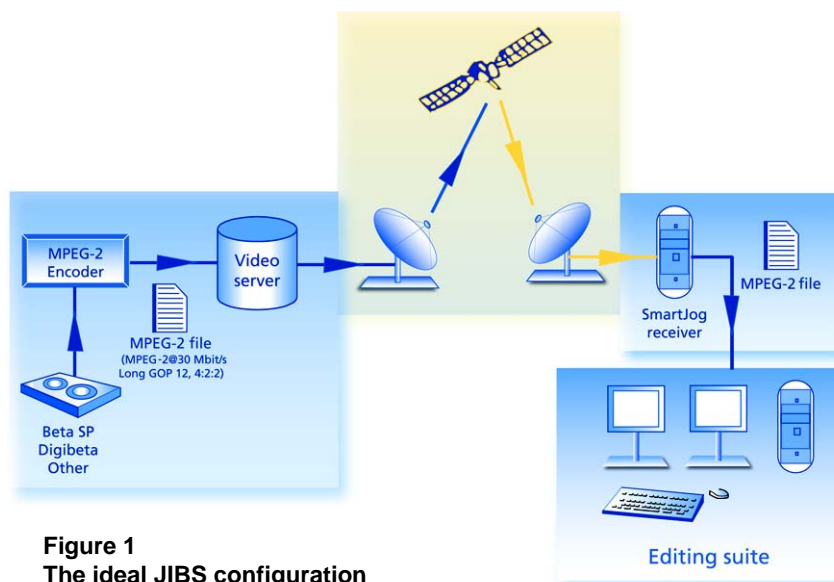 MPEG-2
Encoder
Video
server
MPEG-2 file
(MPEG-2@30 Mbit/s
Long GOP 12, 4:2:2)
Beta SP
Digibeta
Other
SmartJog
receiver
MPEG-2 file
Editing suite
Figure 1
The ideal JIBS configuration